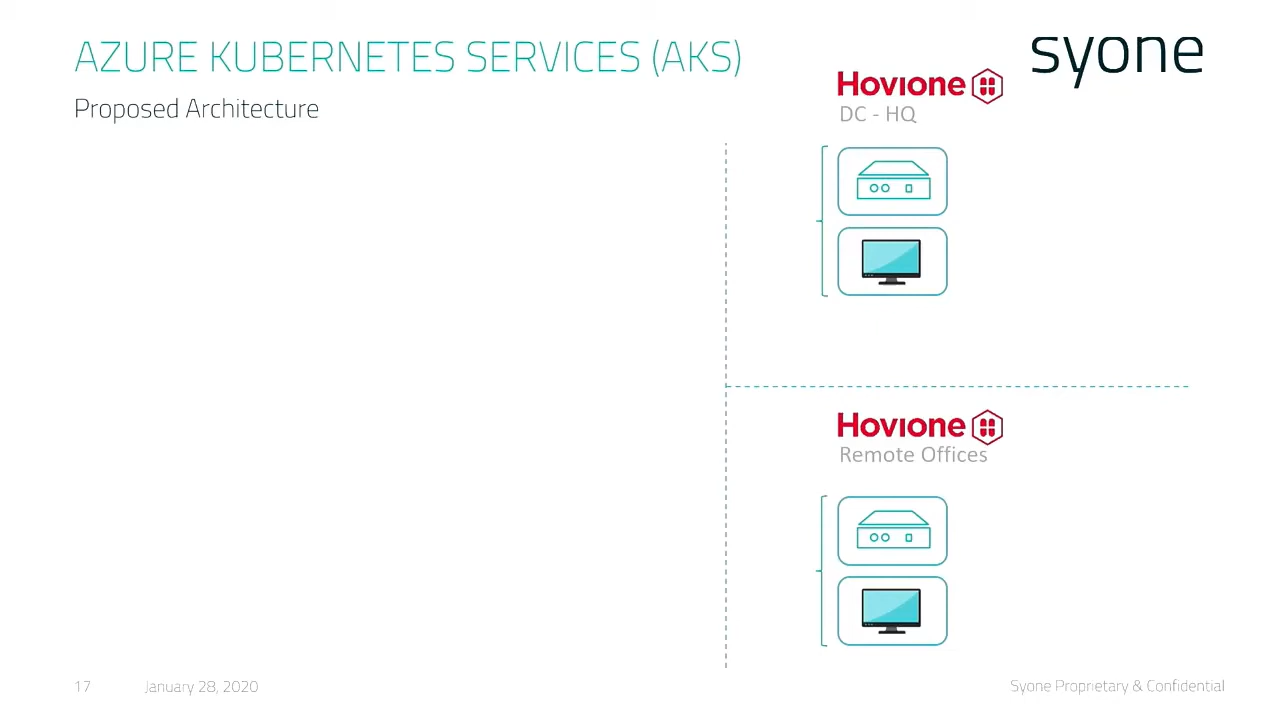 AZURE KUBERNETES SERVICES (AKS)
syone
Proposed Architecture
Hovione
DC - HQ
Hovione
Remote Offices
17
January 28, 2020
Syone Proprietary & Confidential